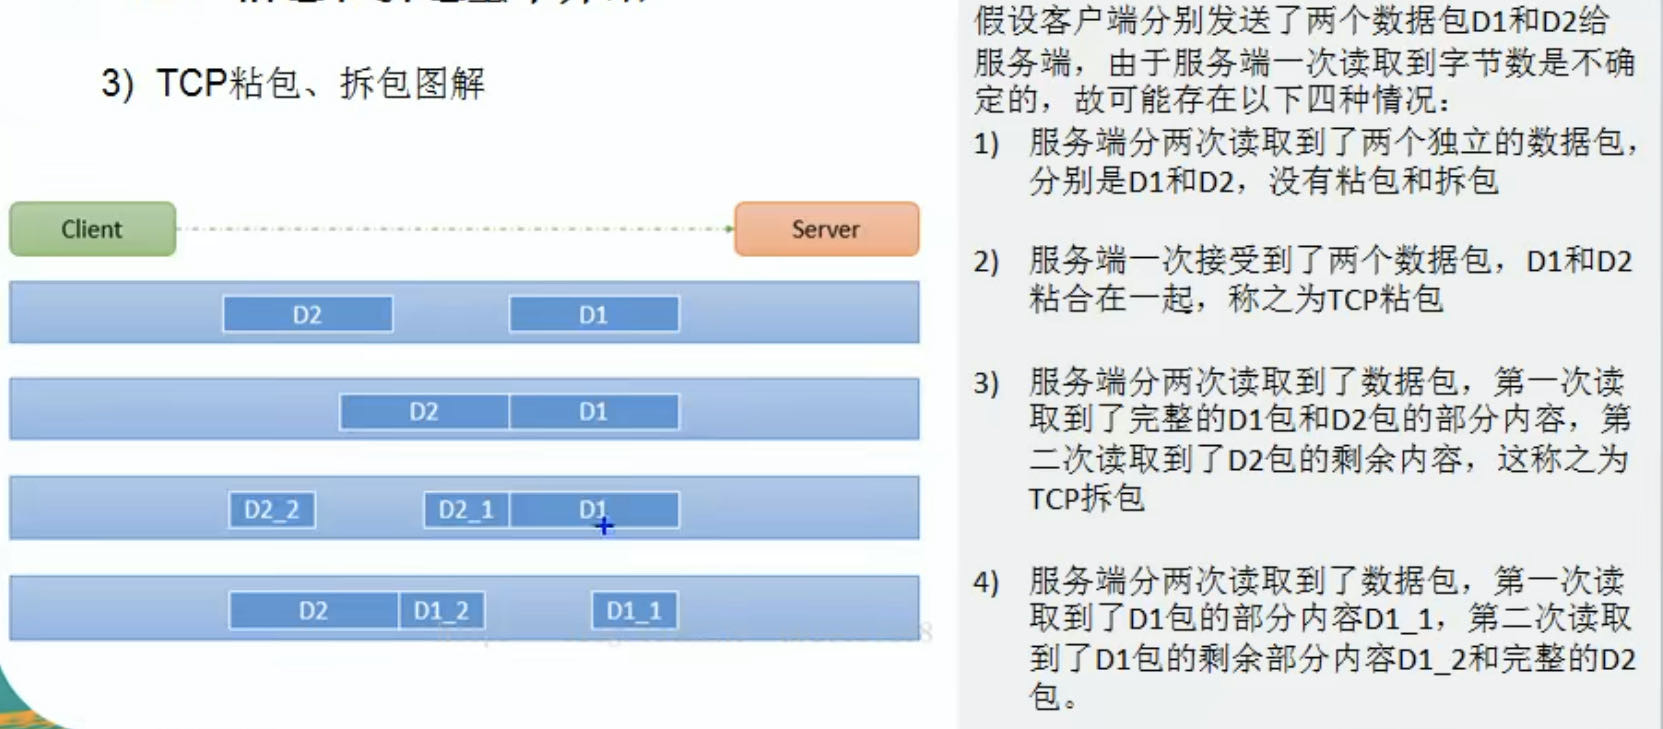 3) TCP粘包、拆包图解
Client
Server
D2
D1
D2
D1
D2_2
D2_1
D1
D2
D1_2
D1_1
假设客户端分别发送了两个数据包D1和D2给
服务端，由于服务端一次读取到字节数是不确
定的，故可能存在以下四种情况：
1) 服务端分两次读取到了两个独立的数据包，
分别是D1和D2，没有粘包和拆包
2) 服务端一次接受到了两个数据包，D1和D2
粘合在一起，称之为TCP粘包
3) 服务端分两次读取到了数据包，第一次读
取到了完整的D1包和D2包的部分内容，第
二次读取到了D2包的剩余内容，这称之为
TCP拆包
4) 服务端分两次读取到了数据包，第一次读
取到了D1包的部分内容D1_1，第二次读取
到了D1包的剩余部分内容D1_2和完整的D2
包。